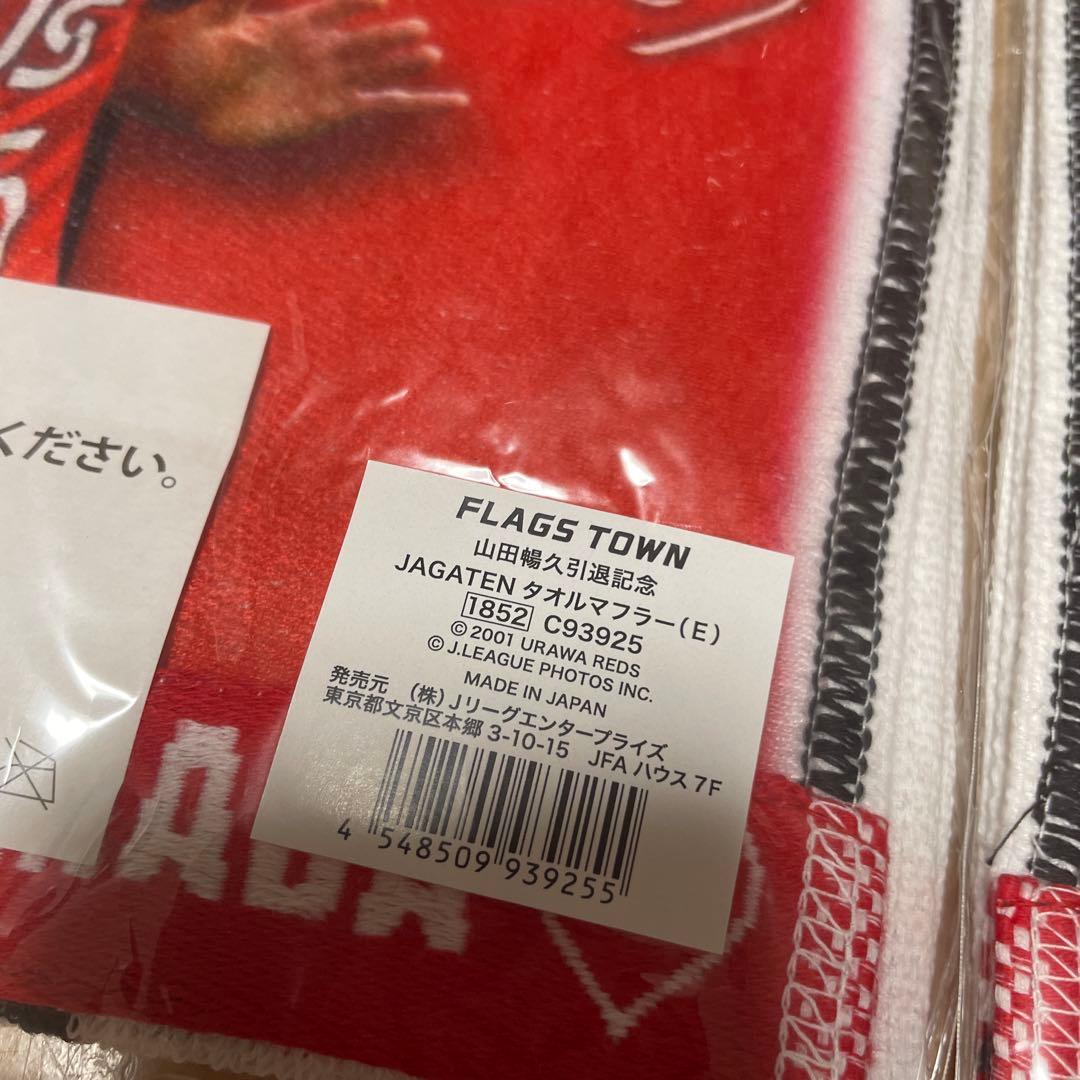 ください。
FLAGS TOWN
山田暢久引退記念
JAGATEN タオルマフラー(E)
1852 C93925
© 2001 URAWA REDS
© J.LEAGUE PHOTOS INC.
MADE IN JAPAN
発売元 (株)Jリーグエンタープライズ
東京都文京区本郷 3-10-15 JFA ハウス 7F
4 548509 939255